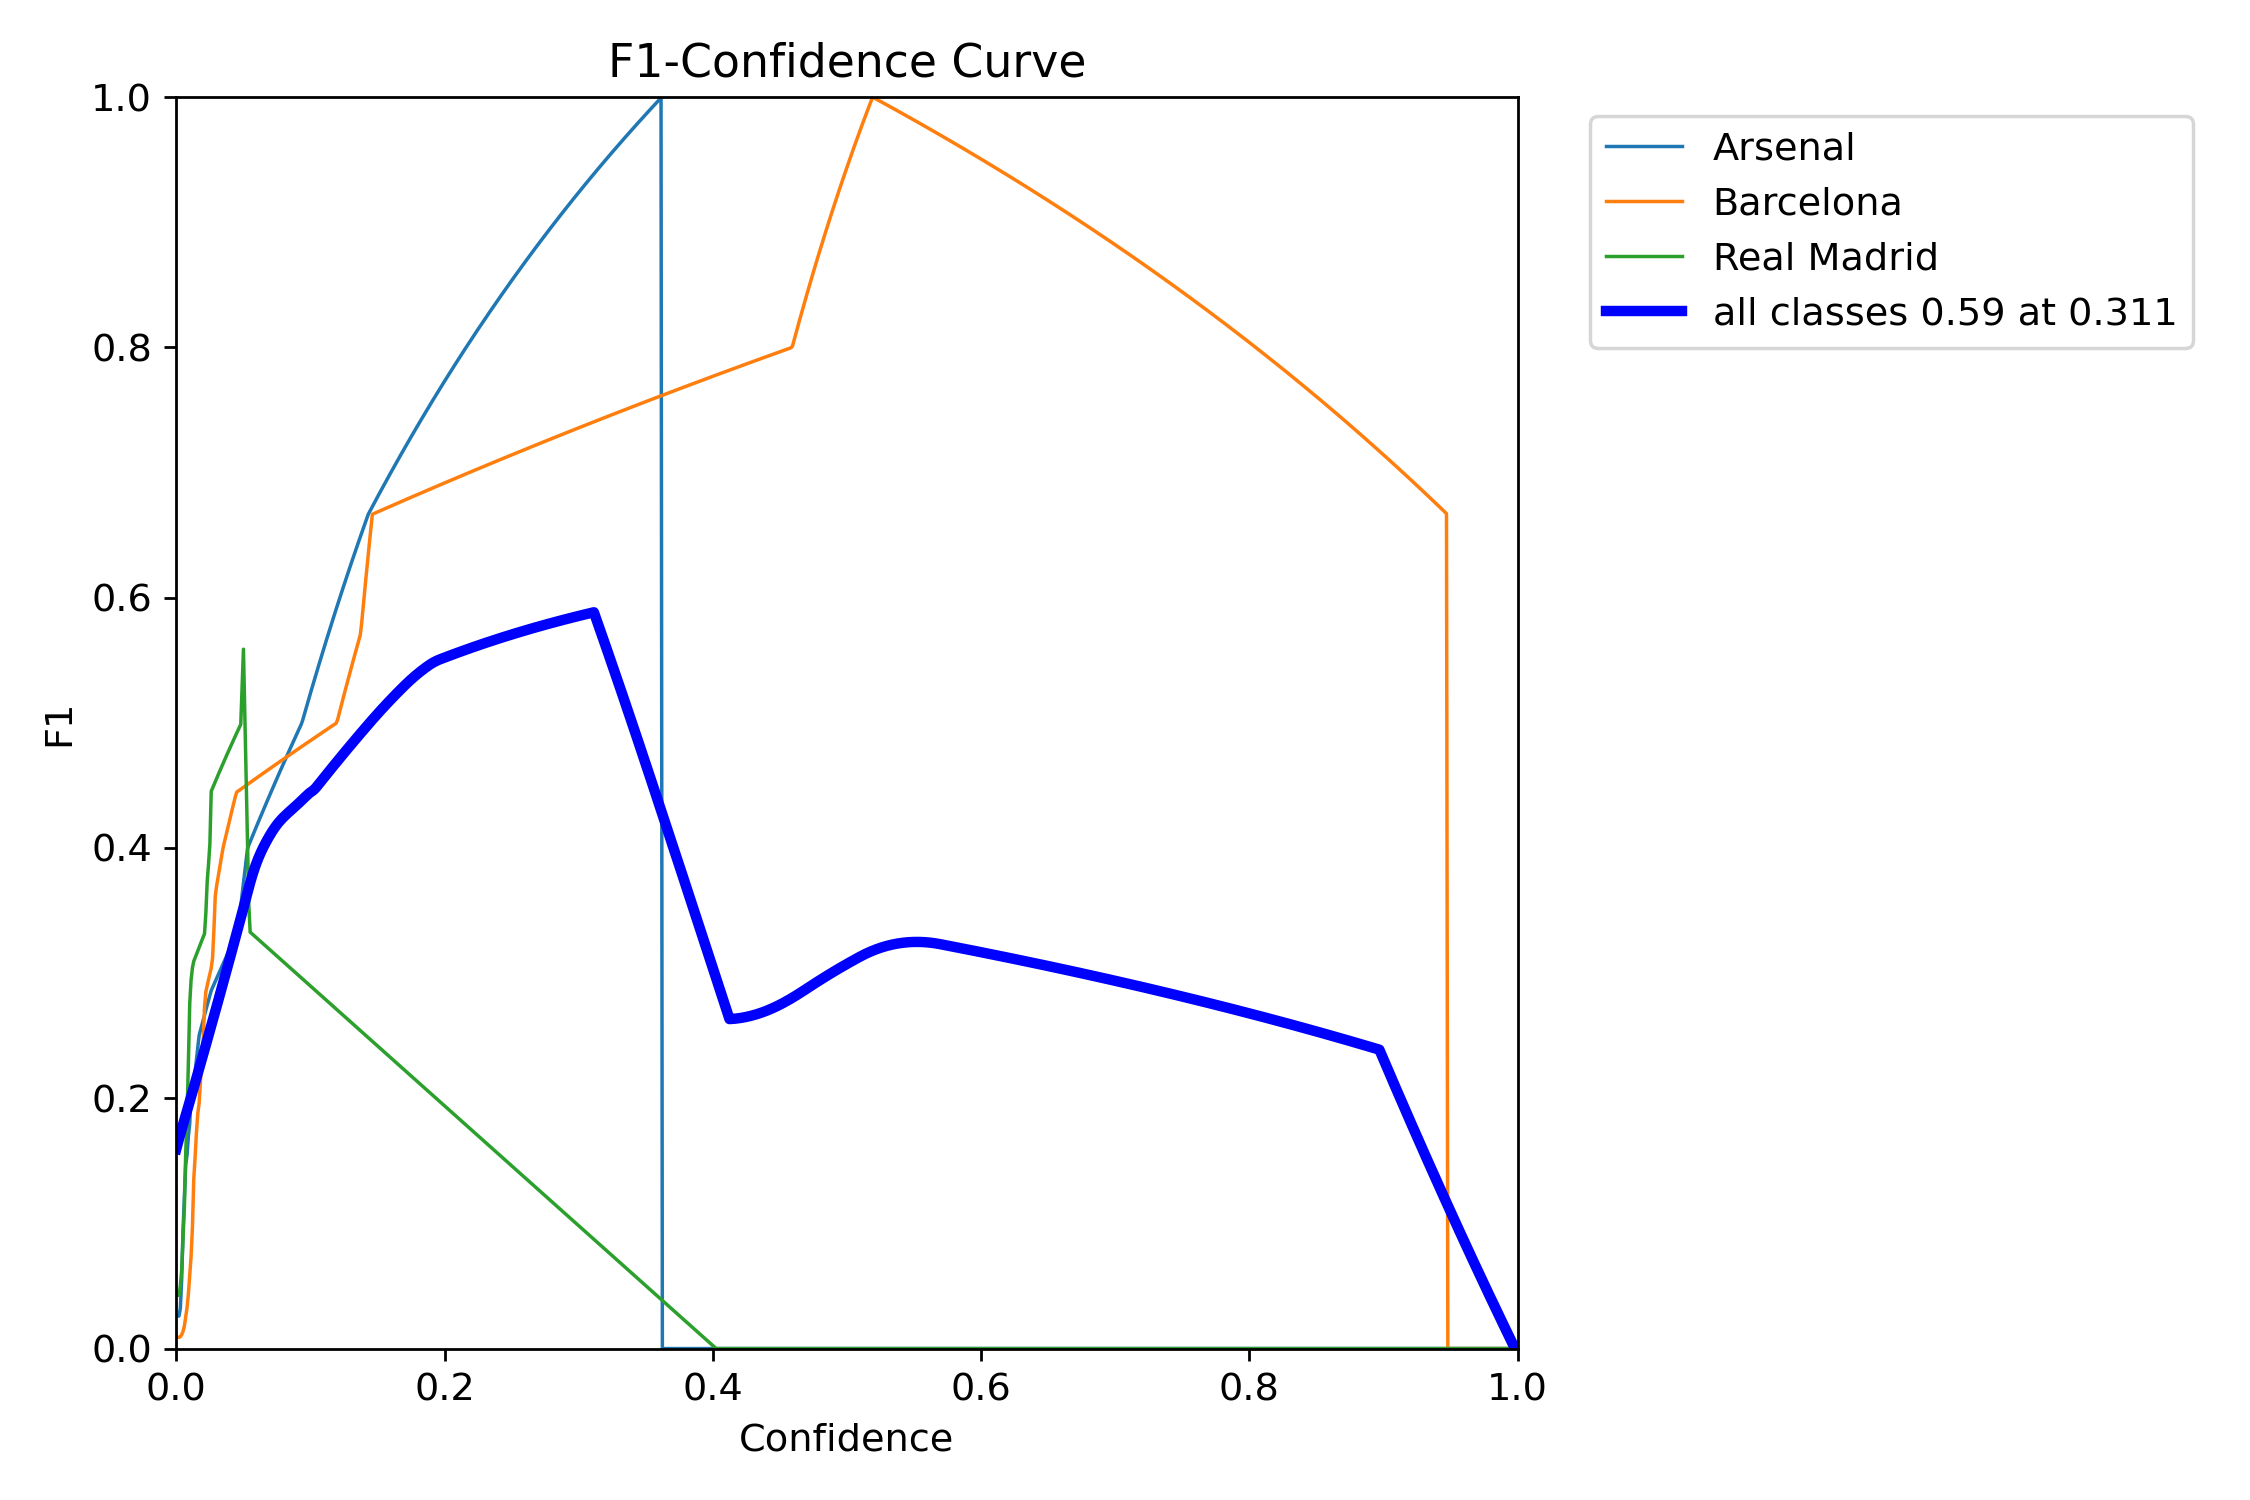 F1-Confidence Curve
1.0
0.8
0.6
0.4
0.2
0.0
F1
0.0 0.2 0.4 0.6 0.8 1.0
Confidence
Arsenal
Barcelona
Real Madrid
all classes 0.59 at 0.311